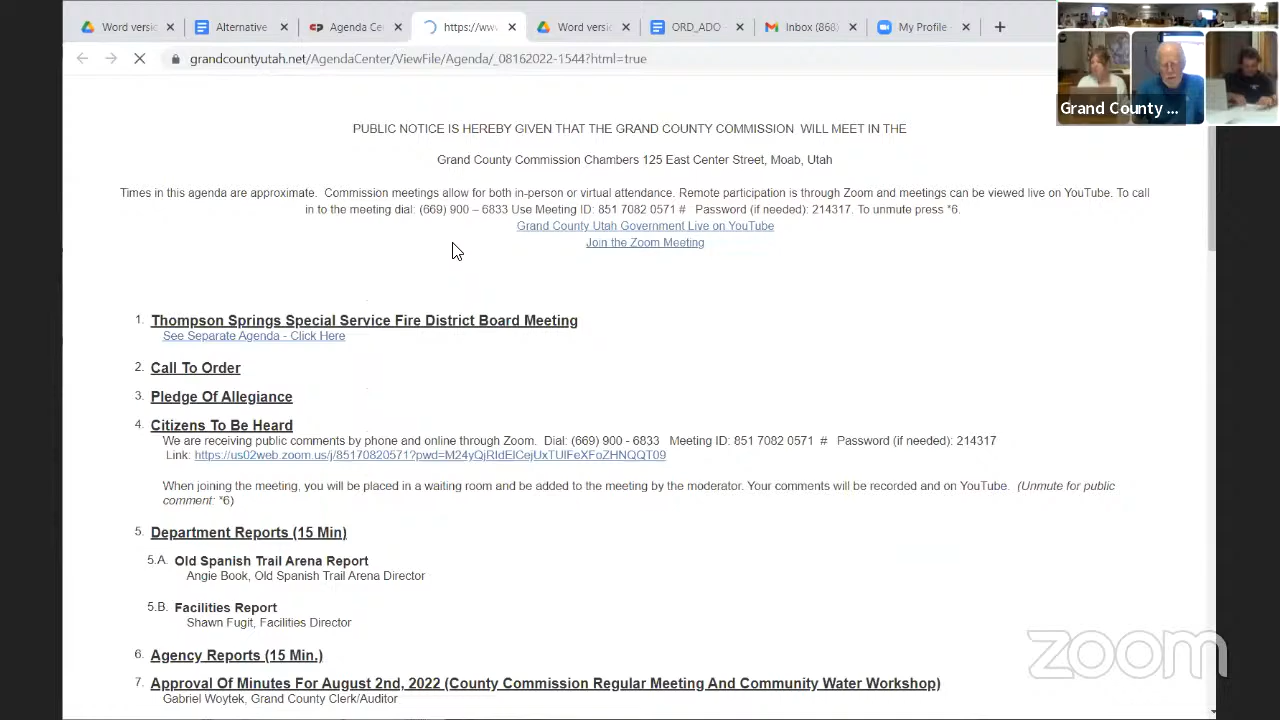 Word versi
Alternative
Agenda Ce
https://ww
Word versi
ORD_ADO
Inbox (868
My Profile
grandcountyutah.net/AgendaCenter/ViewFile/Agenda/_08162022-1544?html=true
Grand County ...
PUBLIC NOTICE IS HEREBY GIVEN THAT THE GRAND COUNTY COMMISSION WILL MEET IN THE
Grand County Commission Chambers 125 East Center Street, Moab, Utah
Times in this agenda are approximate. Commission meetings allow for both in-person or virtual attendance. Remote participation is through Zoom and meetings can be viewed live on YouTube. To call
in to the meeting dial: (669) 900 – 6833 Use Meeting ID: 851 7082 0571 # Password (if needed): 214317. To unmute press *6.
Grand County Utah Government Live on YouTube
Join the Zoom Meeting
1. Thompson Springs Special Service Fire District Board Meeting
See Separate Agenda - Click Here
2. Call To Order
3. Pledge Of Allegiance
4. Citizens To Be Heard
We are receiving public comments by phone and online through Zoom. Dial: (669) 900 - 6833 Meeting ID: 851 7082 0571 # Password (if needed): 214317
Link: https://us02web.zoom.us/j/85170820571?pwd=M24yQjRIdElCejUxTUlFeXFoZHNQQT09
When joining the meeting, you will be placed in a waiting room and be added to the meeting by the moderator. Your comments will be recorded and on YouTube. (Unmute for public
comment: *6)
5. Department Reports (15 Min)
5.A. Old Spanish Trail Arena Report
Angie Book, Old Spanish Trail Arena Director
5.B. Facilities Report
Shawn Fugit, Facilities Director
6. Agency Reports (15 Min.)
7. Approval Of Minutes For August 2nd, 2022 (County Commission Regular Meeting And Community Water Workshop)
Gabriel Woytek, Grand County Clerk/Auditor
zoom